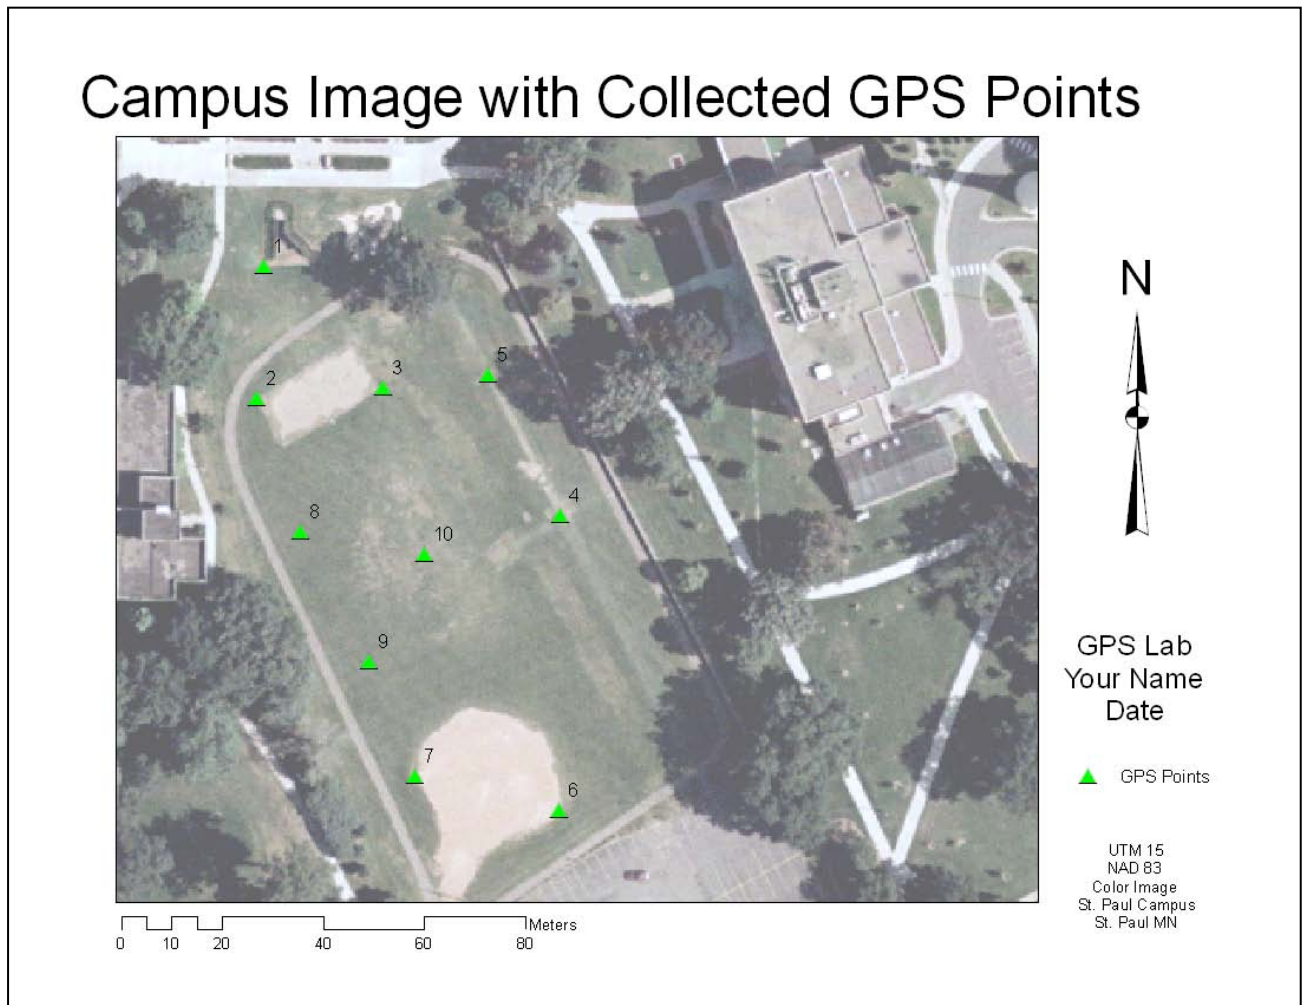 Campus Image with Collected GPS Points
1
2
3
5
4
8
10
9
7
6
N
GPS Lab
Your Name
Date
GPS Points
UTM 15
NAD 83
Color Image
St. Paul Campus
St. Paul MN
Meters
0 10 20 40 60 80